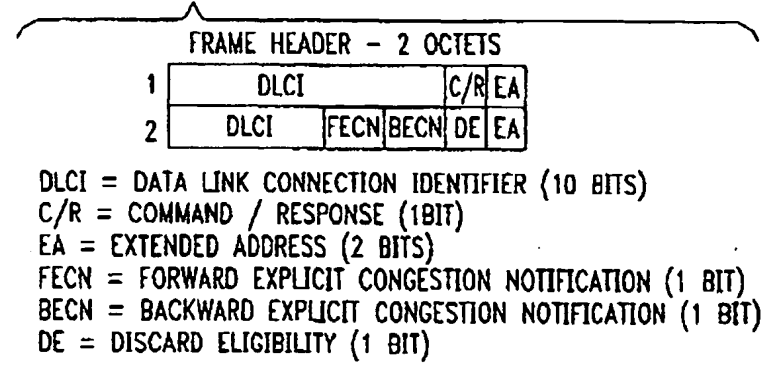 FRAME HEADER - 2 OCTETS
1 DLCI C/R EA
2 DLCI FECN BECN DE EA
DLCI = DATA LINK CONNECTION IDENTIFIER (10 BITS)
C/R = COMMAND / RESPONSE (1BIT)
EA = EXTENDED ADDRESS (2 BITS)
FECN = FORWARD EXPLICIT CONGESTION NOTIFICATION (1 BIT)
BECN = BACKWARD EXPLICIT CONGESTION NOTIFICATION (1 BIT)
DE = DISCARD ELIGIBILITY (1 BIT)